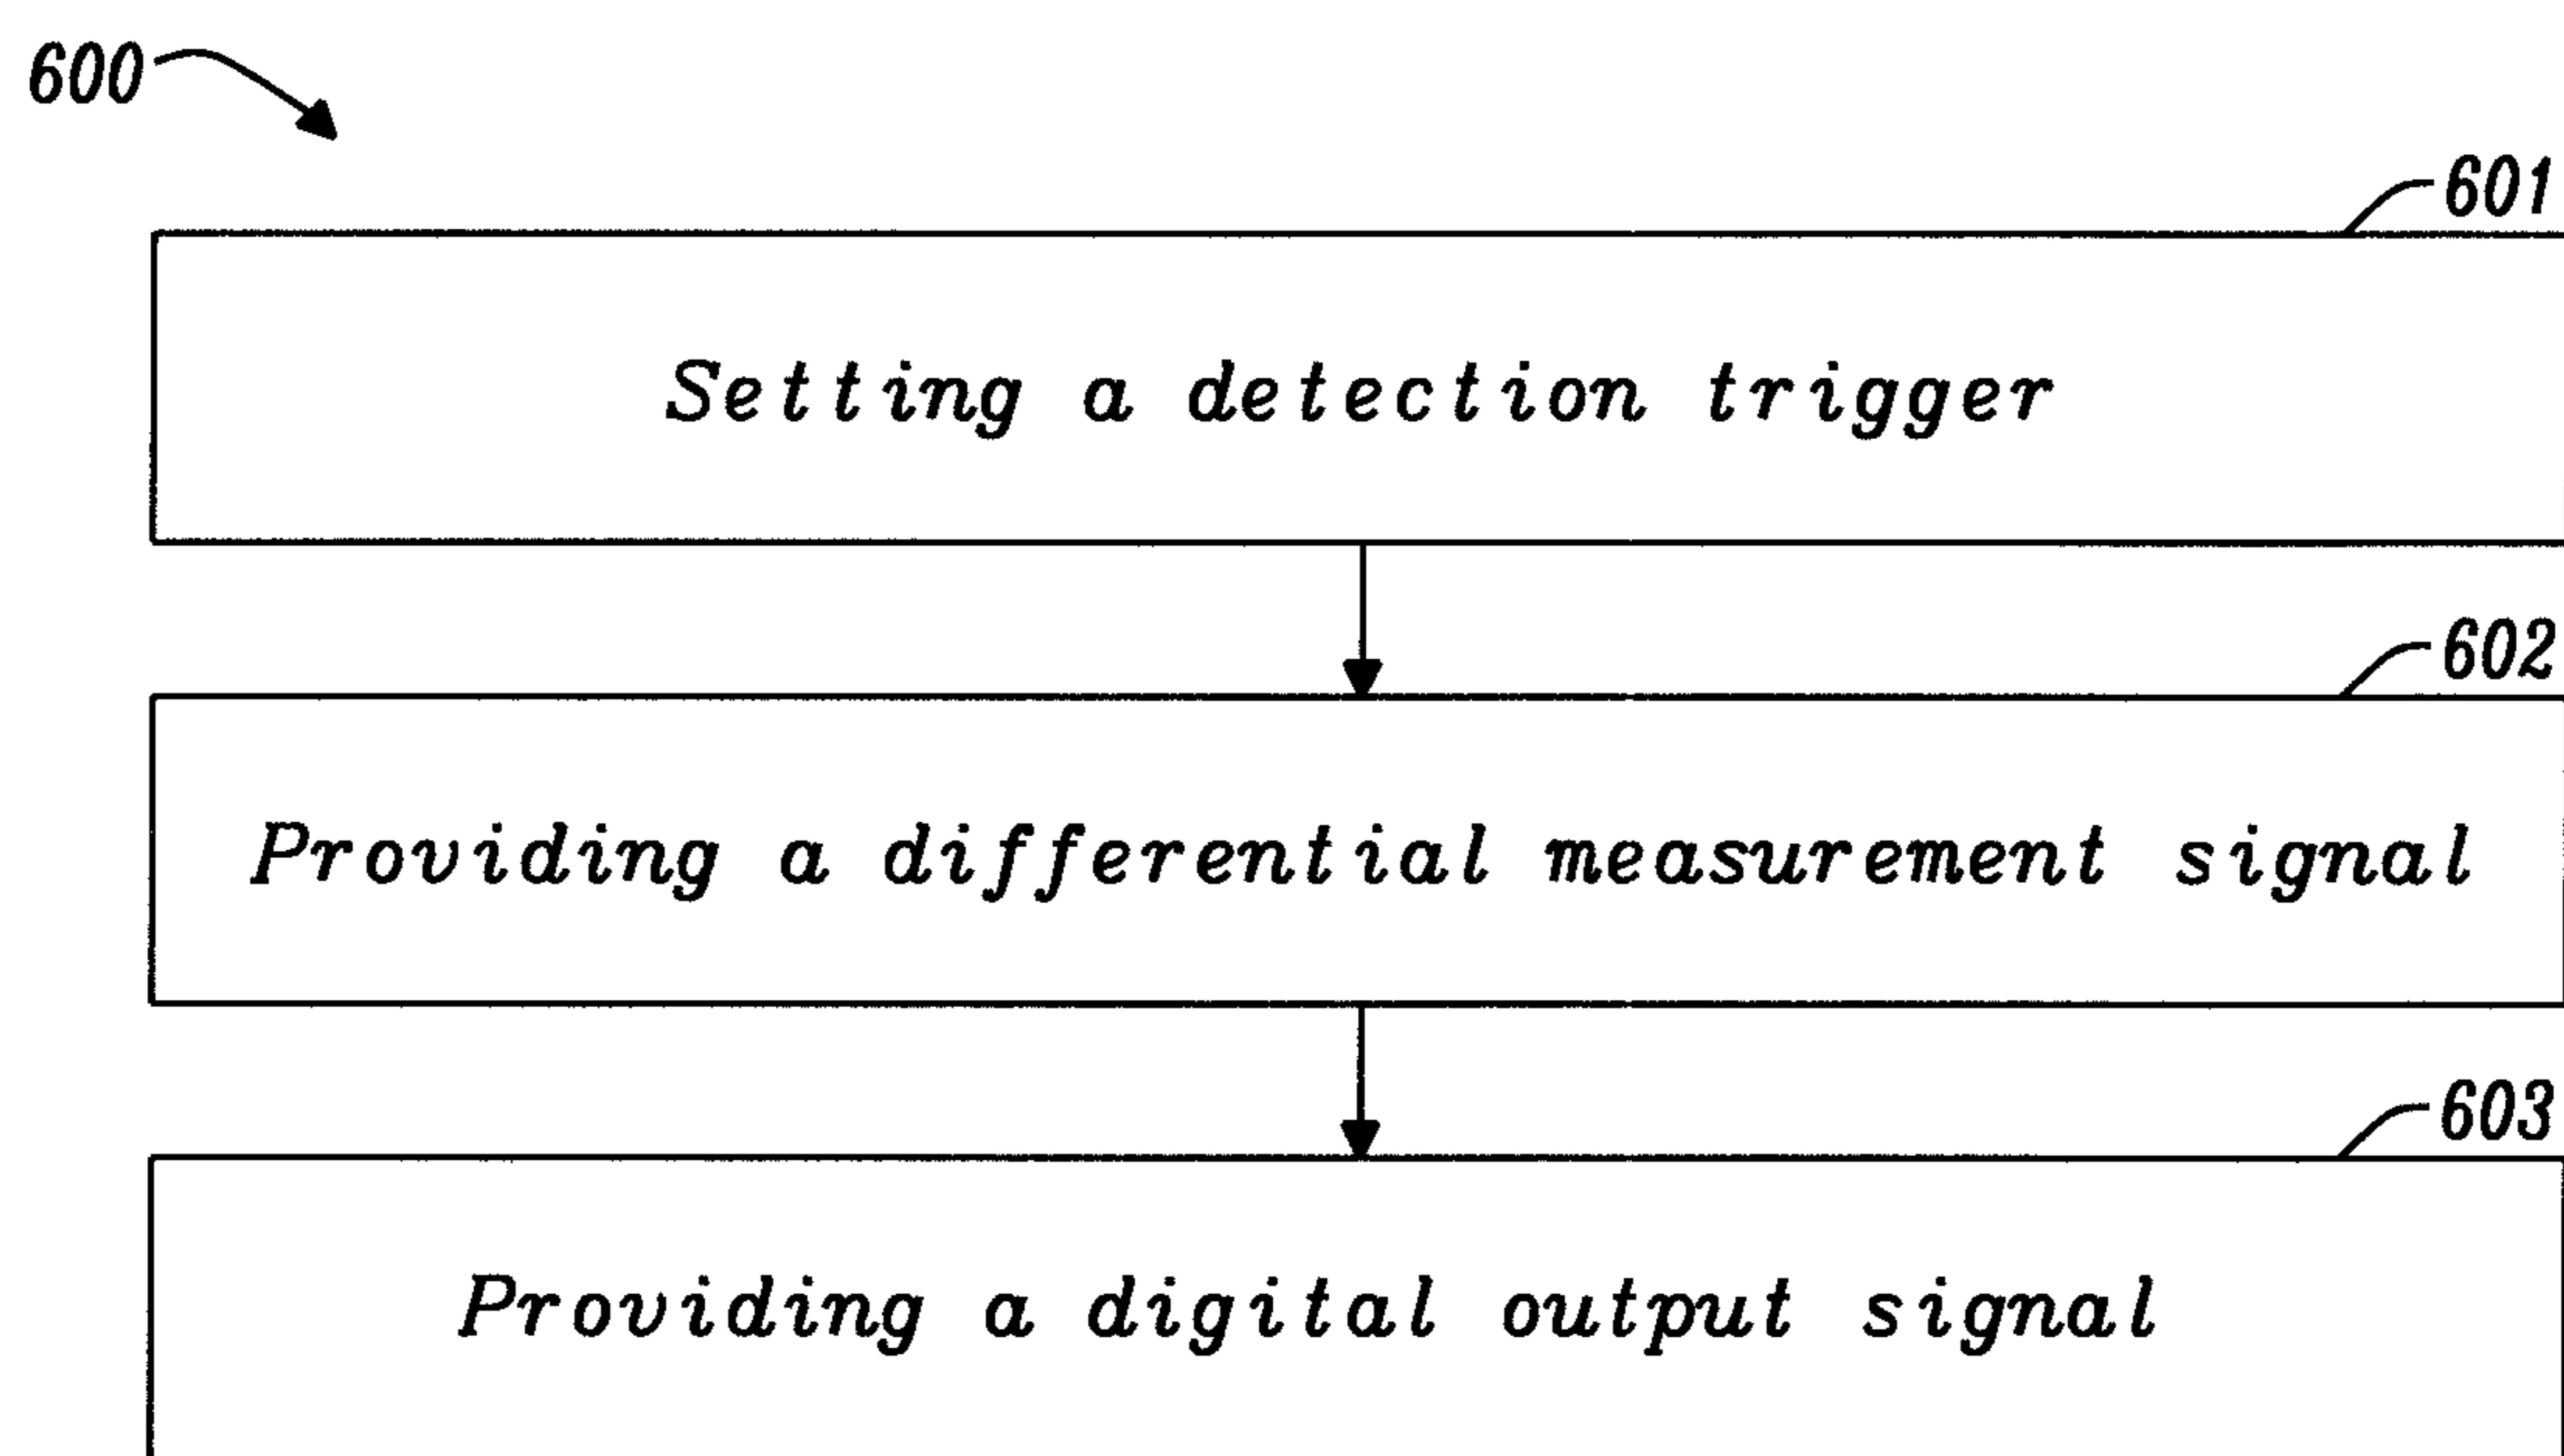 600
601
Setting a detection trigger
602
Providing a differential measurement signal
603
Providing a digital output signal